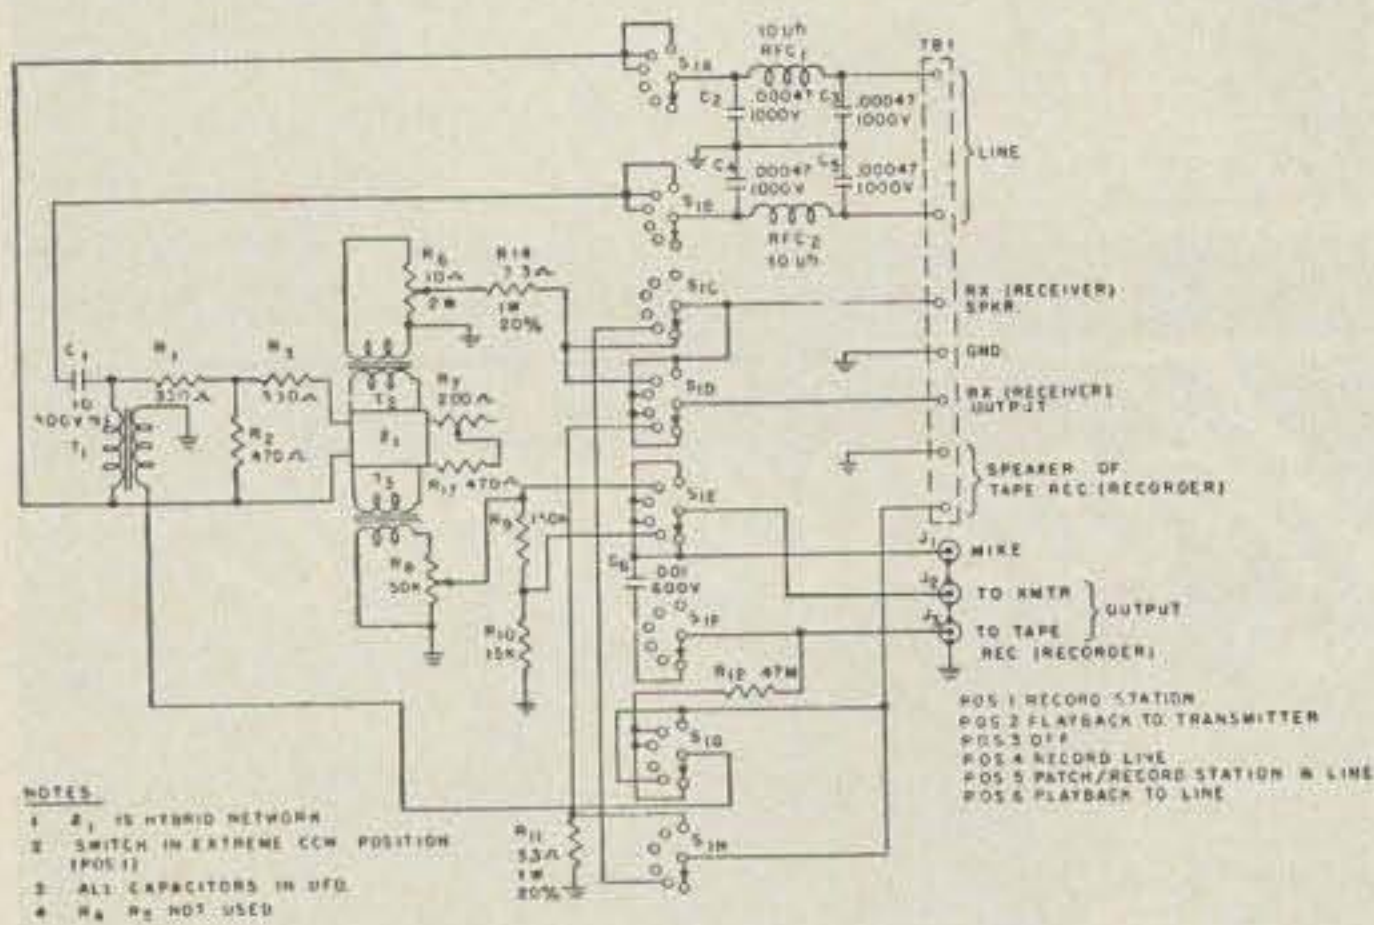 10 Uh
RFC1
TB1
S1A
C2
.00047
1000V
C3
.00047
1000V
LINE
C4
.00047
1000V
C5
.00047
1000V
S1B
RFC2
10 Uh
R6
10Ω
2W
R14
3.3Ω
1W
20%
S1C
RX (RECEIVER)
SPKR.
GND
S1D
RX (RECEIVER)
OUTPUT
C1
10
R1
330Ω
R3
330Ω
T1
R2
470Ω
T2
R7
200Ω
Z1
T3
R17 470Ω
SPEAKER OF
TAPE REC (RECORDER)
R9
150K
S1E
R8
50K
C6
.001
600V
J1
MIKE
J2
TO XMTR
OUTPUT
J3
TO TAPE
REC (RECORDER)
R10
15K
S1F
R12 47M
S1G
POS 1 RECORD STATION
POS 2 PLAYBACK TO TRANSMITTER
POS 3 OFF
POS 4 RECORD LINE
POS 5 PATCH/RECORD STATION & LINE
POS 6 PLAYBACK TO LINE
R11
3.3Ω
1W
20%
S1H
NOTES
1 Z1 IS HYBRID NETWORK
2 SWITCH IN EXTREME CCW POSITION
(POS 1)
3 ALL CAPACITORS IN UFD.
4 R4 R5 NOT USED